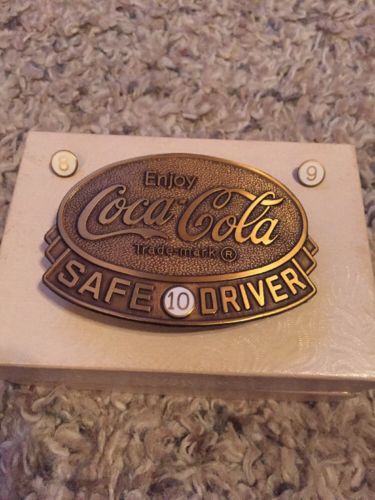 8
9
Enjoy
Coca-Cola
Trade-mark ®
SAFE 10 DRIVER